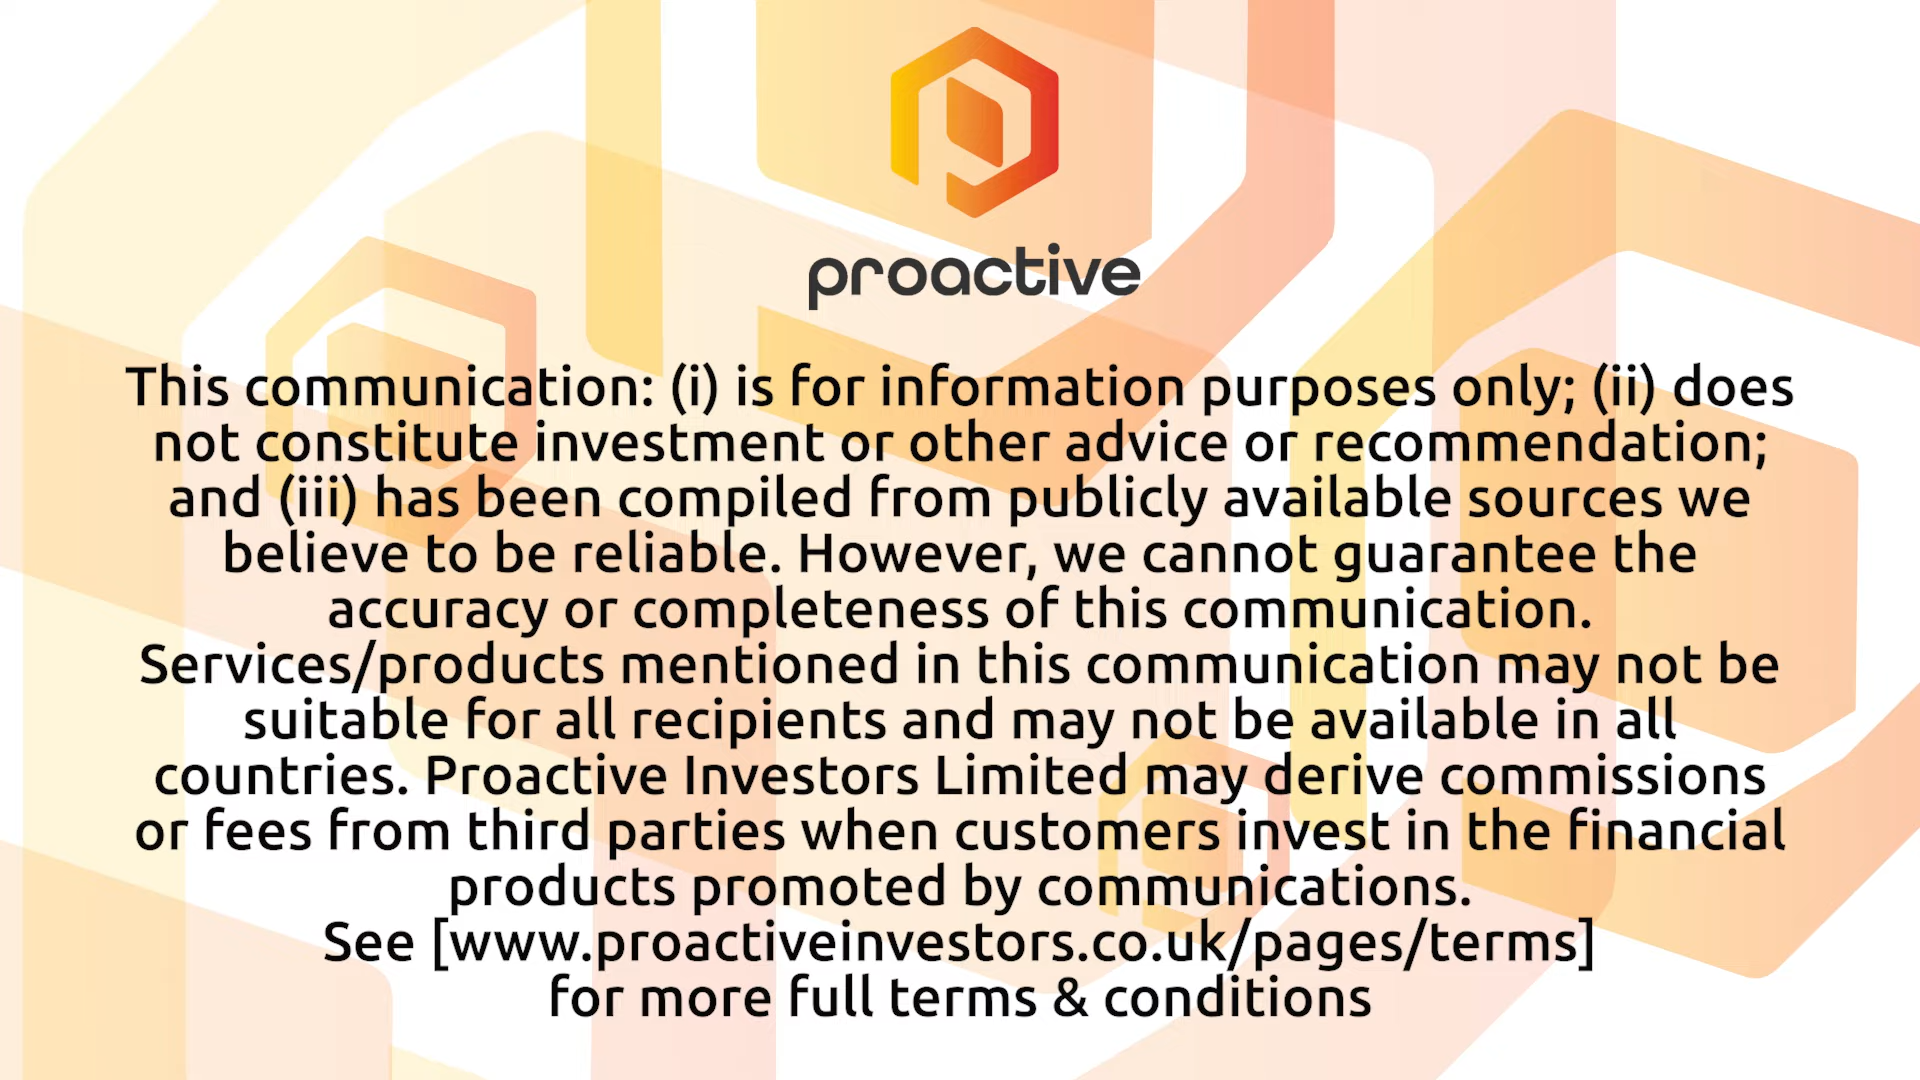 proactive
This communication: (i) is for information purposes only; (ii) does
not constitute investment or other advice or recommendation;
and (iii) has been compiled from publicly available sources we
believe to be reliable. However, we cannot guarantee the
accuracy or completeness of this communication.
Services/products mentioned in this communication may not be
suitable for all recipients and may not be available in all
countries. Proactive Investors Limited may derive commissions
or fees from third parties when customers invest in the financial
products promoted by communications.
See [www.proactiveinvestors.co.uk/pages/terms]
for more full terms & conditions